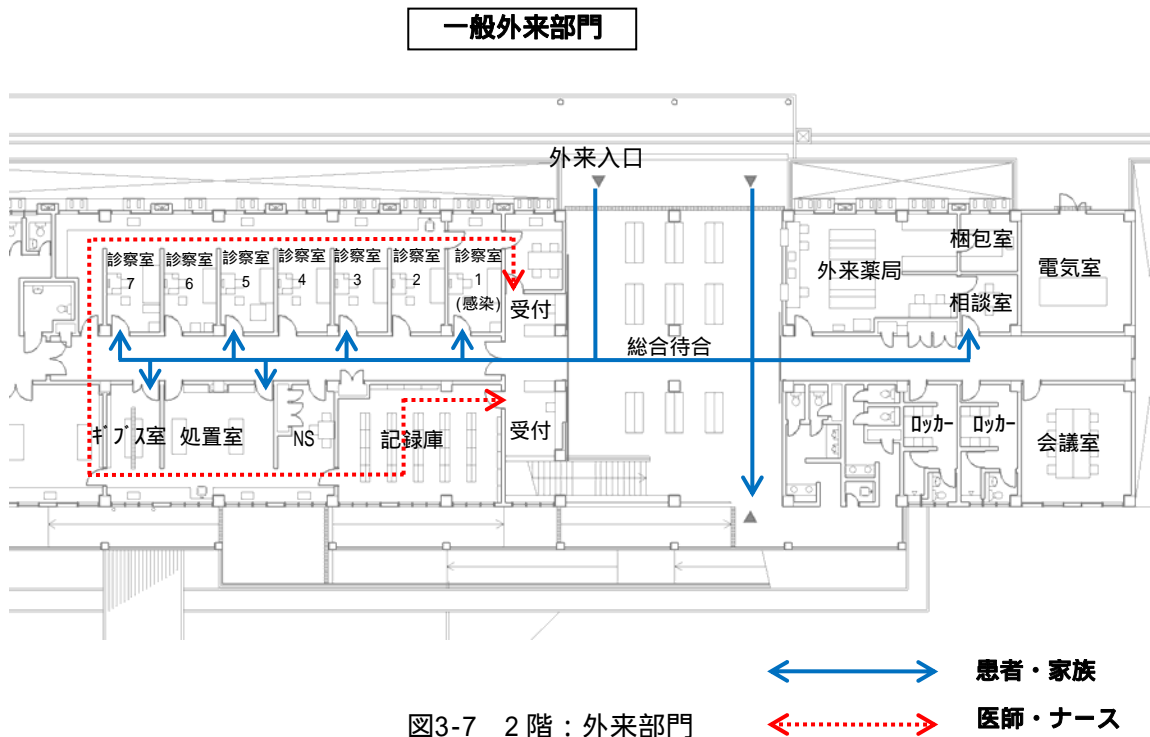 一般外来部門
外来入口
診察室
7
診察室
6
診察室
5
診察室
4
診察室
3
診察室
2
診察室
1
(感染)
受付
外来薬局
梱包室
相談室
電気室
総合待合
ｷﾞﾌﾟｽ室
処置室
NS
記録庫
受付
ﾛｯｶｰ
ﾛｯｶｰ
会議室
患者・家族
医師・ナース
図3-7 2階：外来部門